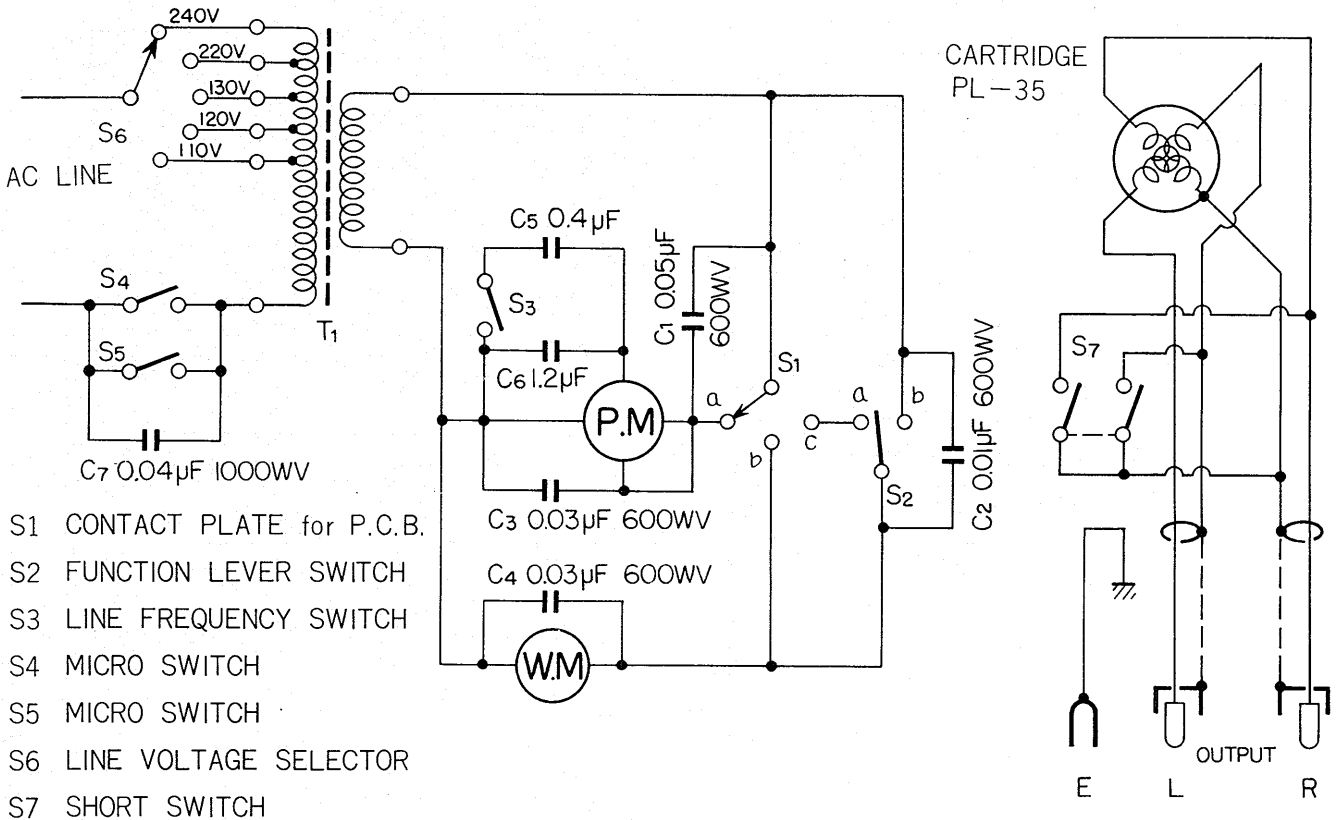 240V
220V
130V
120V
110V
S6
AC LINE
S4
S5
C7 0.04µF 1000WV
T1
C5 0.4µF
S3
C6 1.2µF
P.M
C3 0.03µF 600WV
C4 0.03µF 600WV
W.M
C1 0.05µF
600WV
S1
a
b
c
a
b
S2
C2 0.01µF 600WV
CARTRIDGE
PL-35
S7
OUTPUT
E L R
S1 CONTACT PLATE for P.C.B.
S2 FUNCTION LEVER SWITCH
S3 LINE FREQUENCY SWITCH
S4 MICRO SWITCH
S5 MICRO SWITCH
S6 LINE VOLTAGE SELECTOR
S7 SHORT SWITCH